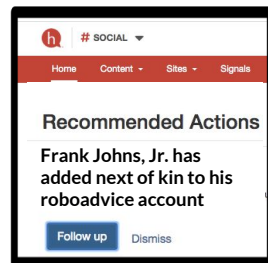 h # SOCIAL
Home Content Sites Signals
Recommended Actions
Frank Johns, Jr. has
added next of kin to his
roboadvice account
Follow up Dismiss